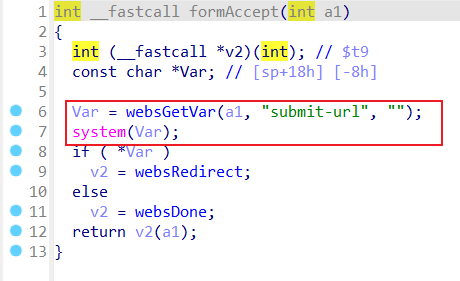 1 int __fastcall formAccept(int a1)
2 {
3 int (__fastcall *v2)(int); // $t9
4 const char *Var; // [sp+18h] [-8h]
5
6 Var = websGetVar(a1, "submit-url", "");
7 system(Var);
8 if ( *Var )
9 v2 = websRedirect;
10 else
11 v2 = websDone;
12 return v2(a1);
13 }